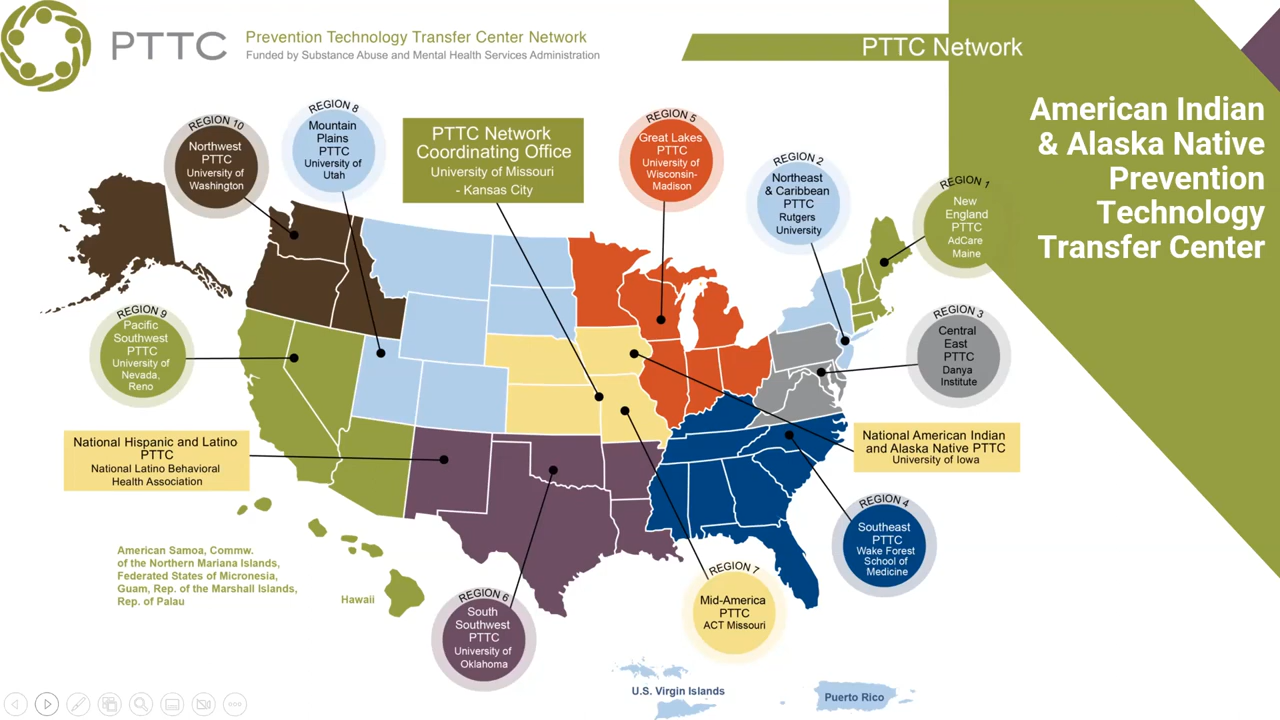 PTTC
Prevention Technology Transfer Center Network
Funded by Substance Abuse and Mental Health Services Administration
PTTC Network
American Indian
& Alaska Native
Prevention
Technology
Transfer Center
REGION 10
Northwest
PTTC
University of
Washington
REGION 8
Mountain
Plains
PTTC
University of
Utah
PTTC Network
Coordinating Office
University of Missouri
- Kansas City
REGION 5
Great Lakes
PTTC
University of
Wisconsin-
Madison
REGION 2
Northeast
& Caribbean
PTTC
Rutgers
University
REGION 1
New
England
PTTC
AdCare
Maine
REGION 9
Pacific
Southwest
PTTC
University of
Nevada,
Reno
REGION 3
Central
East
PTTC
Danya
Institute
National Hispanic and Latino
PTTC
National Latino Behavioral
Health Association
National American Indian
and Alaska Native PTTC
University of Iowa
REGION 4
Southeast
PTTC
Wake Forest
School of
Medicine
American Samoa, Commw.
of the Northern Mariana Islands,
Federated States of Micronesia,
Guam, Rep. of the Marshall Islands,
Rep. of Palau
Hawaii
REGION 6
South
Southwest
PTTC
University of
Oklahoma
REGION 7
Mid-America
PTTC
ACT Missouri
U.S. Virgin Islands
Puerto Rico